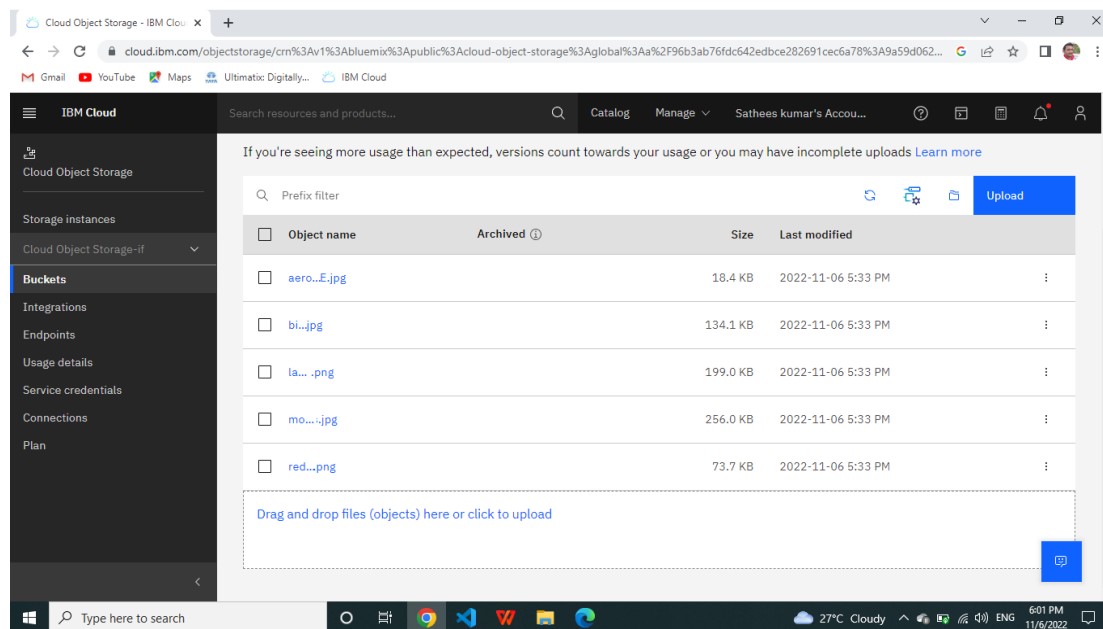 Cloud Object Storage - IBM Clou
cloud.ibm.com/objectstorage/crn%3Av1%3Abluemix%3Apublic%3Acloud-object-storage%3Aglobal%3Aa%2F96b3ab76fdc642edbce282691cec6a78%3A9a59d062...
Gmail YouTube Maps Ultimatix: Digitally... IBM Cloud
IBM Cloud Search resources and products... Catalog Manage Sathees kumar's Accou...
Cloud Object Storage
Storage instances
Cloud Object Storage-if
Buckets
Integrations
Endpoints
Usage details
Service credentials
Connections
Plan
If you're seeing more usage than expected, versions count towards your usage or you may have incomplete uploads Learn more
Prefix filter Upload
Object name Archived Size Last modified
aero...E.jpg 18.4 KB 2022-11-06 5:33 PM
bi...jpg 134.1 KB 2022-11-06 5:33 PM
la... .png 199.0 KB 2022-11-06 5:33 PM
mo...:.jpg 256.0 KB 2022-11-06 5:33 PM
red...png 73.7 KB 2022-11-06 5:33 PM
Drag and drop files (objects) here or click to upload
Type here to search 27°C Cloudy ENG 6:01 PM
11/6/2022